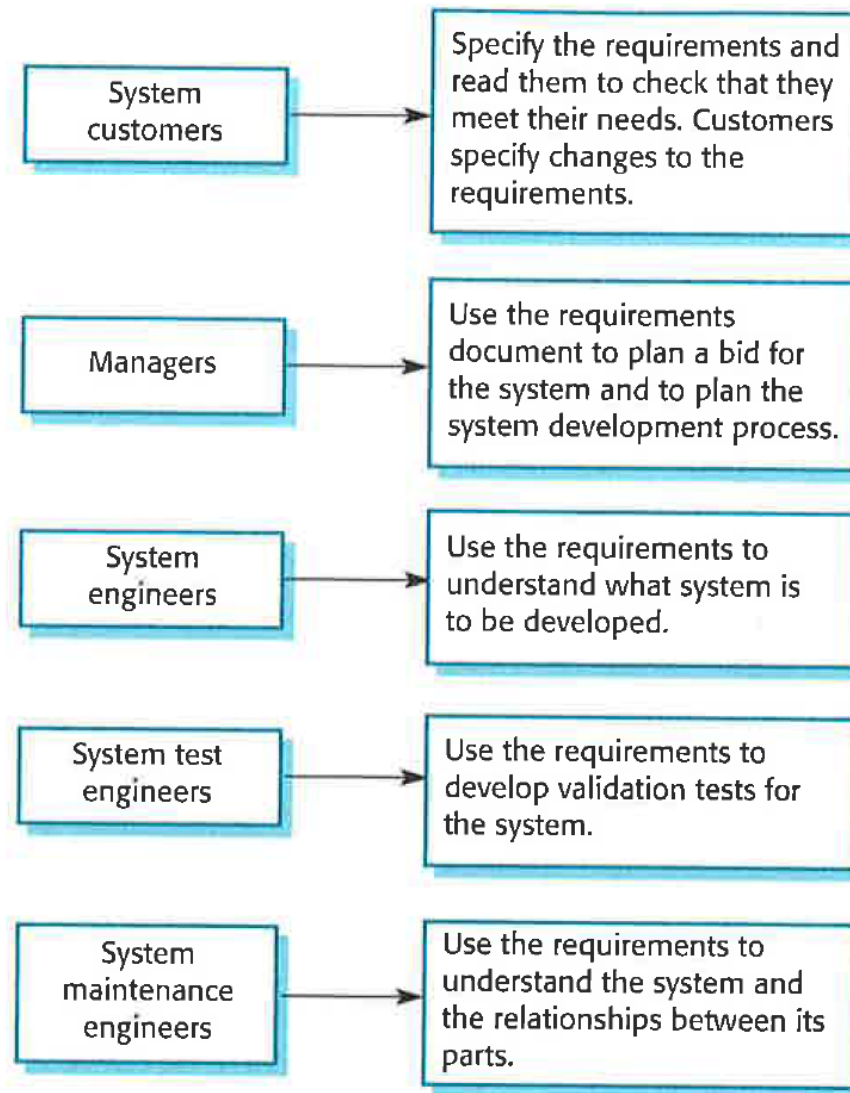 System
customers
Specify the requirements and
read them to check that they
meet their needs. Customers
specify changes to the
requirements.
Managers
Use the requirements
document to plan a bid for
the system and to plan the
system development process.
System
engineers
Use the requirements to
understand what system is
to be developed.
System test
engineers
Use the requirements to
develop validation tests for
the system.
System
maintenance
engineers
Use the requirements to
understand the system and
the relationships between its
parts.